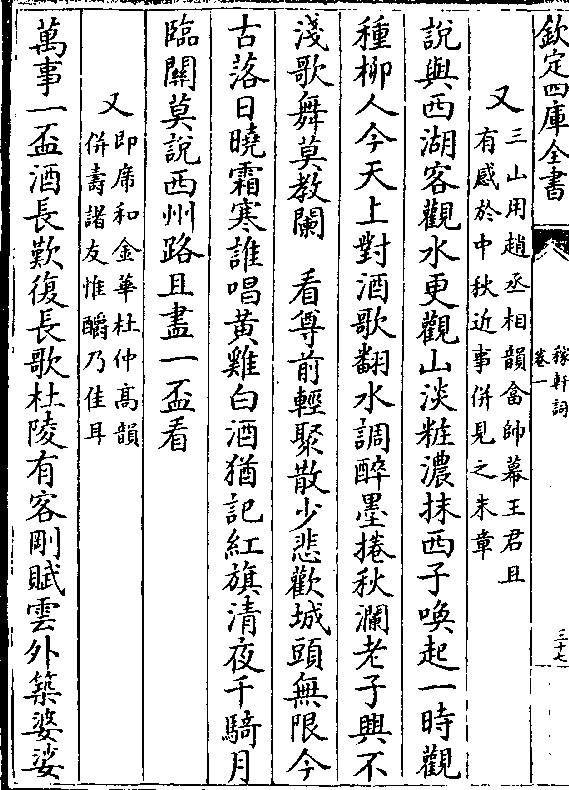 欽定四庫全書
稼軒詞
卷一
三十七
又三山用趙丞相韻畣帥幕王君且
有感於中秋近事併見之末章
說與西湖客觀水更觀山淡粧濃抹西子喚起一時觀
種柳人今天上對酒歌翻水調醉墨捲秋瀾老子興不
淺歌舞莫教闌　看尊前輕聚散少悲歡城頭無限今
古落日曉霜寒誰唱黄雞白酒猶記紅旗清夜千騎月
臨關莫說西州路且盡一盃看
又即席和金華杜仲髙韻
併壽諸友惟釂乃佳耳
萬事一盃酒長歎復長歌杜陵有客剛賦雲外築婆娑